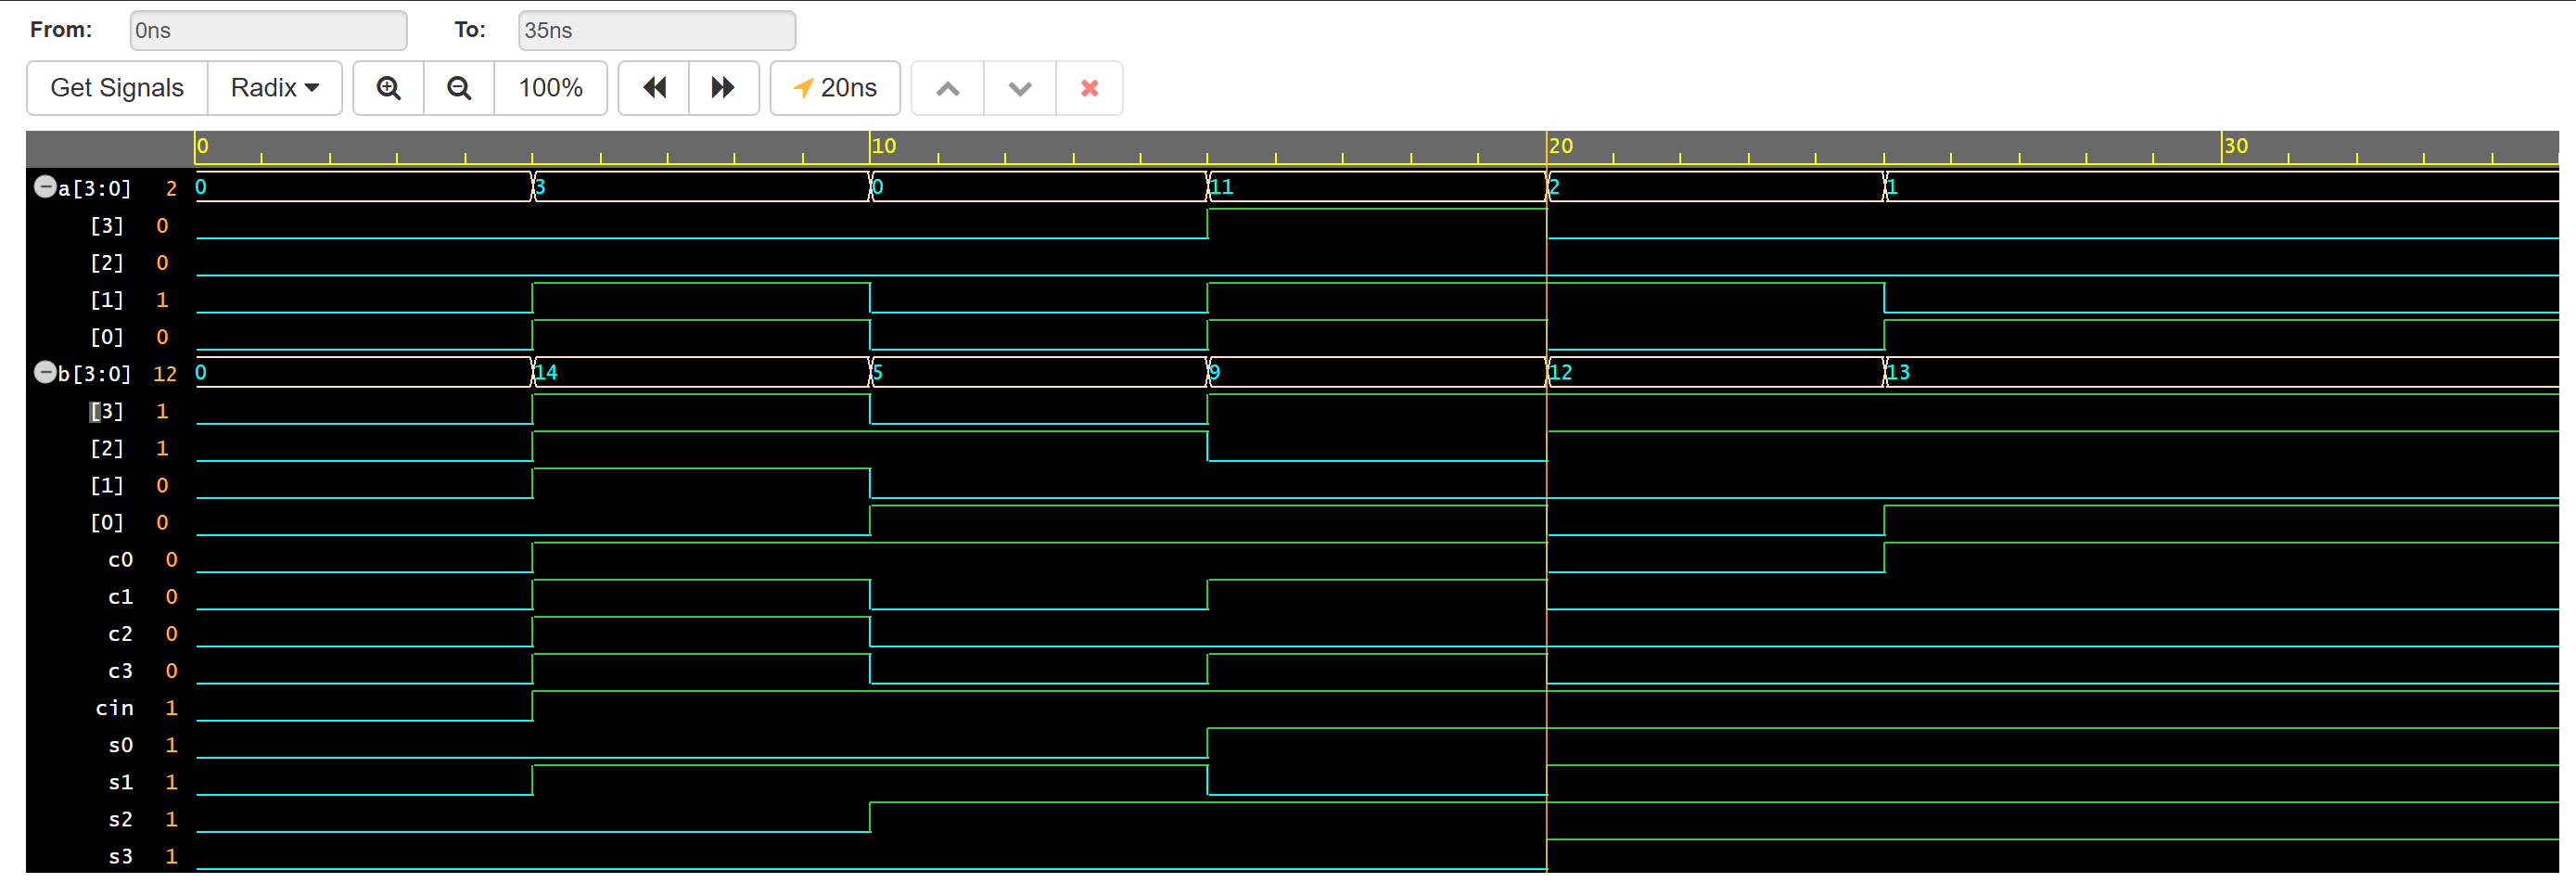 From: 0ns To: 35ns
Get Signals Radix 100% 20ns
0 10 20 30
a[3:0] 2 0 3 0 11 2 1
[3] 0
[2] 0
[1] 1
[0] 0
b[3:0] 12 0 14 5 9 12 13
[3] 1
[2] 1
[1] 0
[0] 0
c0 0
c1 0
c2 0
c3 0
cin 1
s0 1
s1 1
s2 1
s3 1